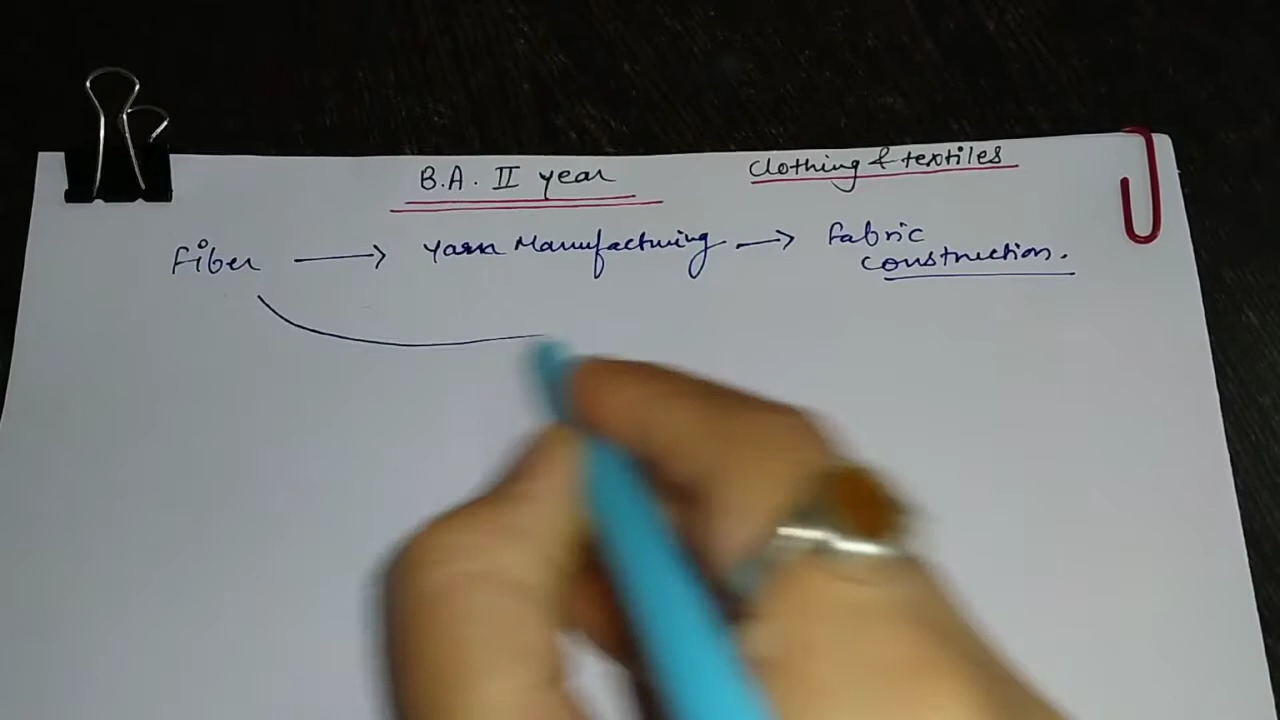 B.A. II year Clothing & textiles
Fiber → Yarn Manufacturing → Fabric
construction.